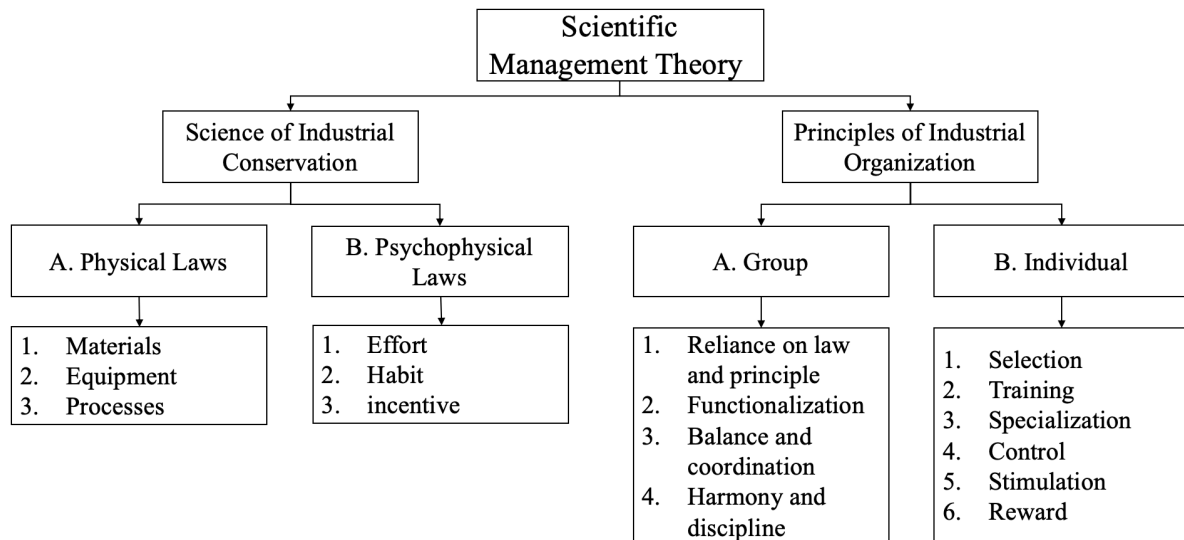 Scientific
Management Theory
Science of Industrial
Conservation
Principles of Industrial
Organization
A. Physical Laws
B. Psychophysical
Laws
A. Group
B. Individual
1. Materials
2. Equipment
3. Processes
1. Effort
2. Habit
3. incentive
1. Reliance on law
and principle
2. Functionalization
3. Balance and
coordination
4. Harmony and
discipline
1. Selection
2. Training
3. Specialization
4. Control
5. Stimulation
6. Reward